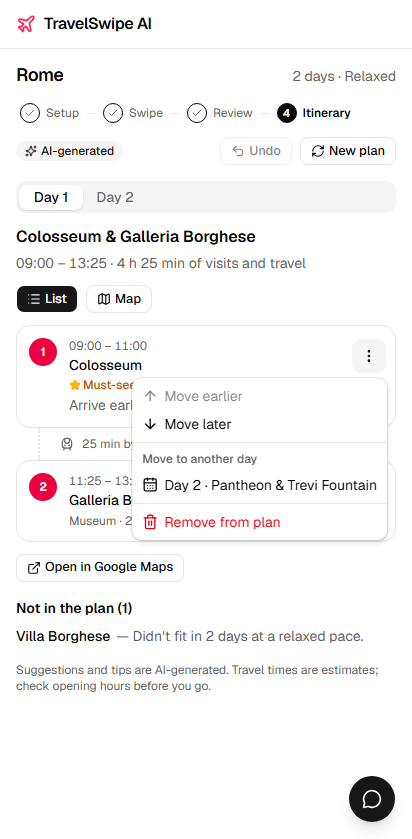 TravelSwipe AI
Rome
2 days · Relaxed
Setup
Swipe
Review
4 Itinerary
AI-generated
Undo
New plan
Day 1
Day 2
Colosseum & Galleria Borghese
09:00 – 11:00 – 13:25 · 4 h 25 min of visits and travel
List
Map
1
09:00 – 11:00
Colosseum
Must-see
Arrive earl
Move earlier
Move later
Move to another day
Day 2 · Pantheon & Trevi Fountain
Remove from plan
25 min by
2
11:25 – 13:
Galleria B
Museum · 2
Open in Google Maps
Not in the plan (1)
Villa Borghese — Didn't fit in 2 days at a relaxed pace.
Suggestions and tips are AI-generated. Travel times are estimates;
check opening hours before you go.